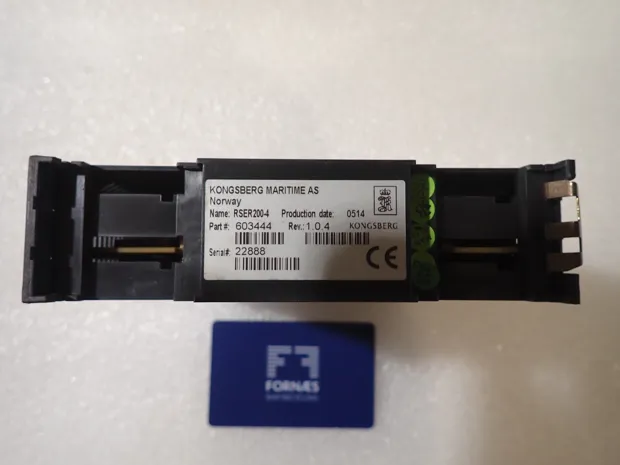 KONGSBERG MARITIME AS
Norway
Name: RSER200-4 Production date: 0514
Part #: 603444 Rev.: 1.0.4 KONGSBERG
Serial#: 22888
CE
FORNÆS